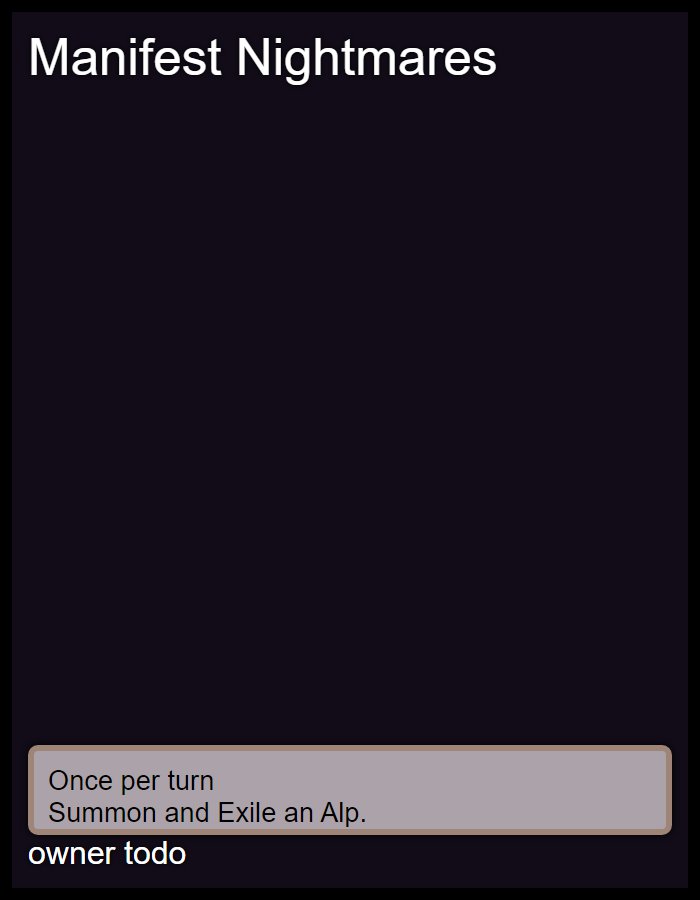 Manifest Nightmares
Once per turn
Summon and Exile an Alp.
owner todo